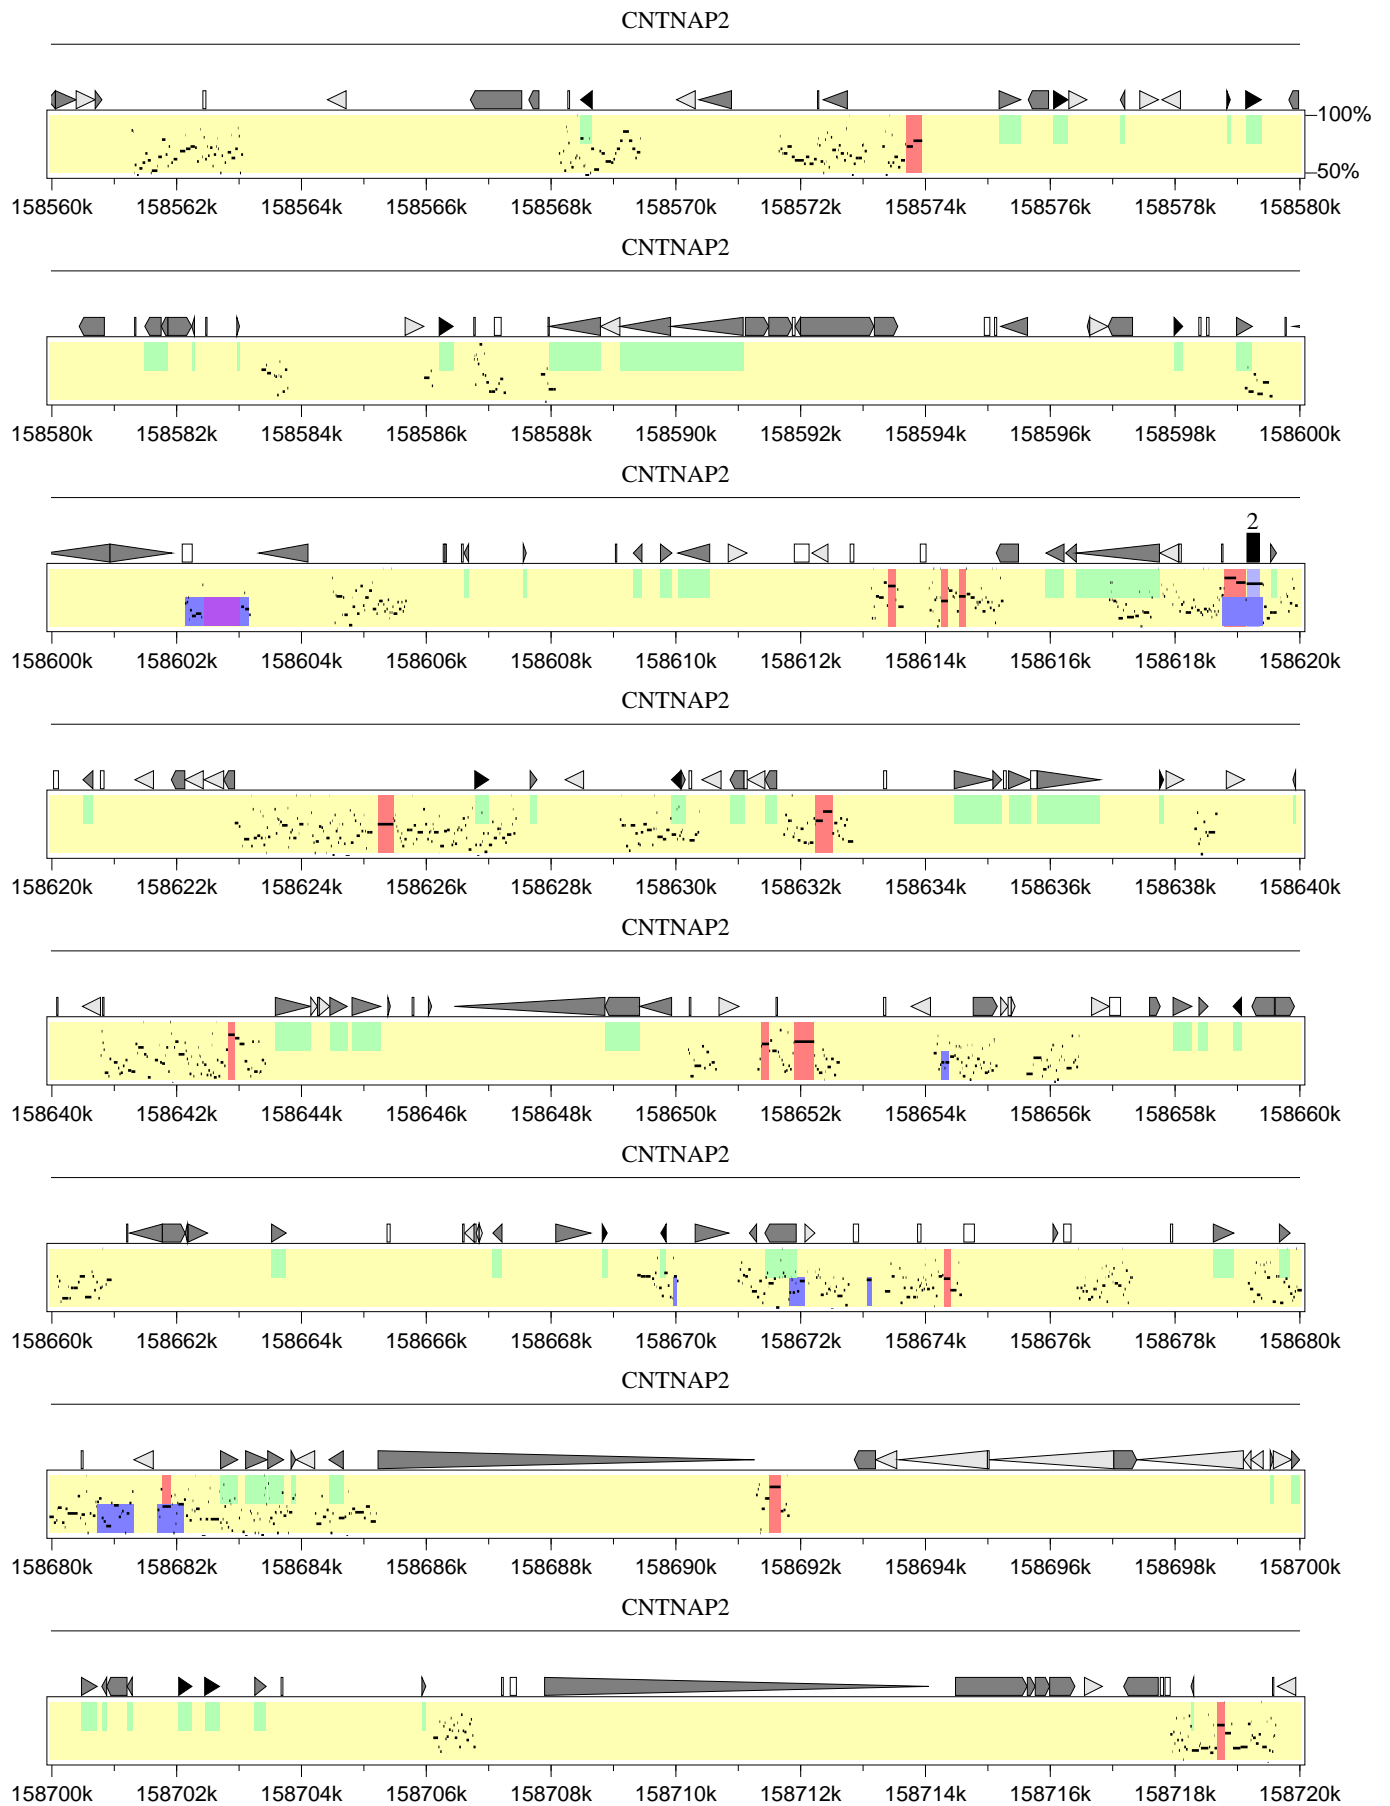 CNTNAP2
100%
50%
158560k 158562k 158564k 158566k 158568k 158570k 158572k 158574k 158576k 158578k 158580k
CNTNAP2
158580k 158582k 158584k 158586k 158588k 158590k 158592k 158594k 158596k 158598k 158600k
CNTNAP2
2
158600k 158602k 158604k 158606k 158608k 158610k 158612k 158614k 158616k 158618k 158620k
CNTNAP2
158620k 158622k 158624k 158626k 158628k 158630k 158632k 158634k 158636k 158638k 158640k
CNTNAP2
158640k 158642k 158644k 158646k 158648k 158650k 158652k 158654k 158656k 158658k 158660k
CNTNAP2
158660k 158662k 158664k 158666k 158668k 158670k 158672k 158674k 158676k 158678k 158680k
CNTNAP2
158680k 158682k 158684k 158686k 158688k 158690k 158692k 158694k 158696k 158698k 158700k
CNTNAP2
158700k 158702k 158704k 158706k 158708k 158710k 158712k 158714k 158716k 158718k 158720k